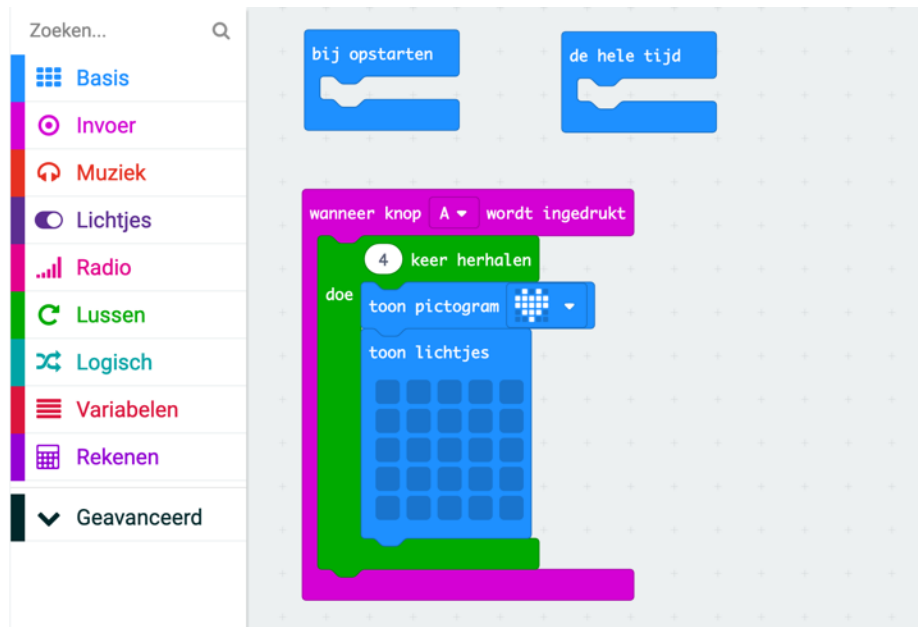 Zoeken...
Basis
Invoer
Muziek
Lichtjes
Radio
Lussen
Logisch
Variabelen
Rekenen
Geavanceerd
bij opstarten
de hele tijd
wanneer knop A wordt ingedrukt
4 keer herhalen
doe
toon pictogram
toon lichtjes